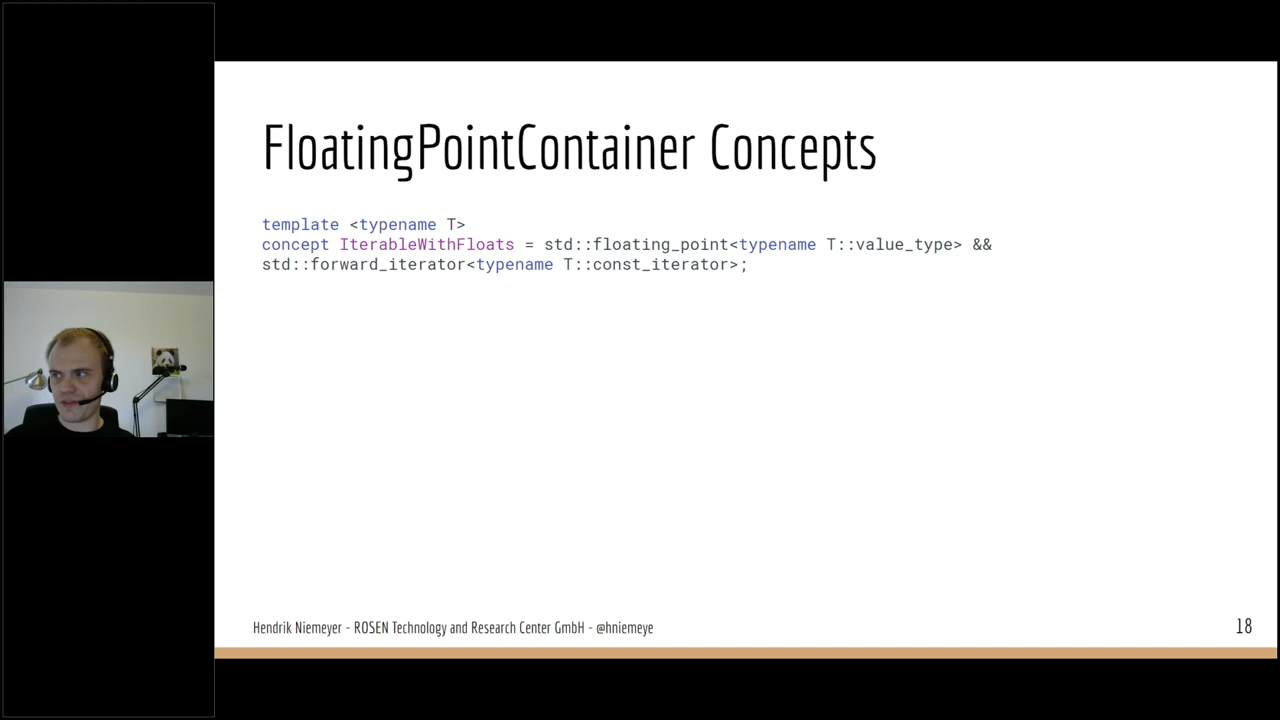 FloatingPointContainer Concepts
template <typename T>
concept IterableWithFloats = std::floating_point<typename T::value_type> &&
std::forward_iterator<typename T::const_iterator>;
Hendrik Niemeyer - ROSEN Technology and Research Center GmbH - @hniemeye
18